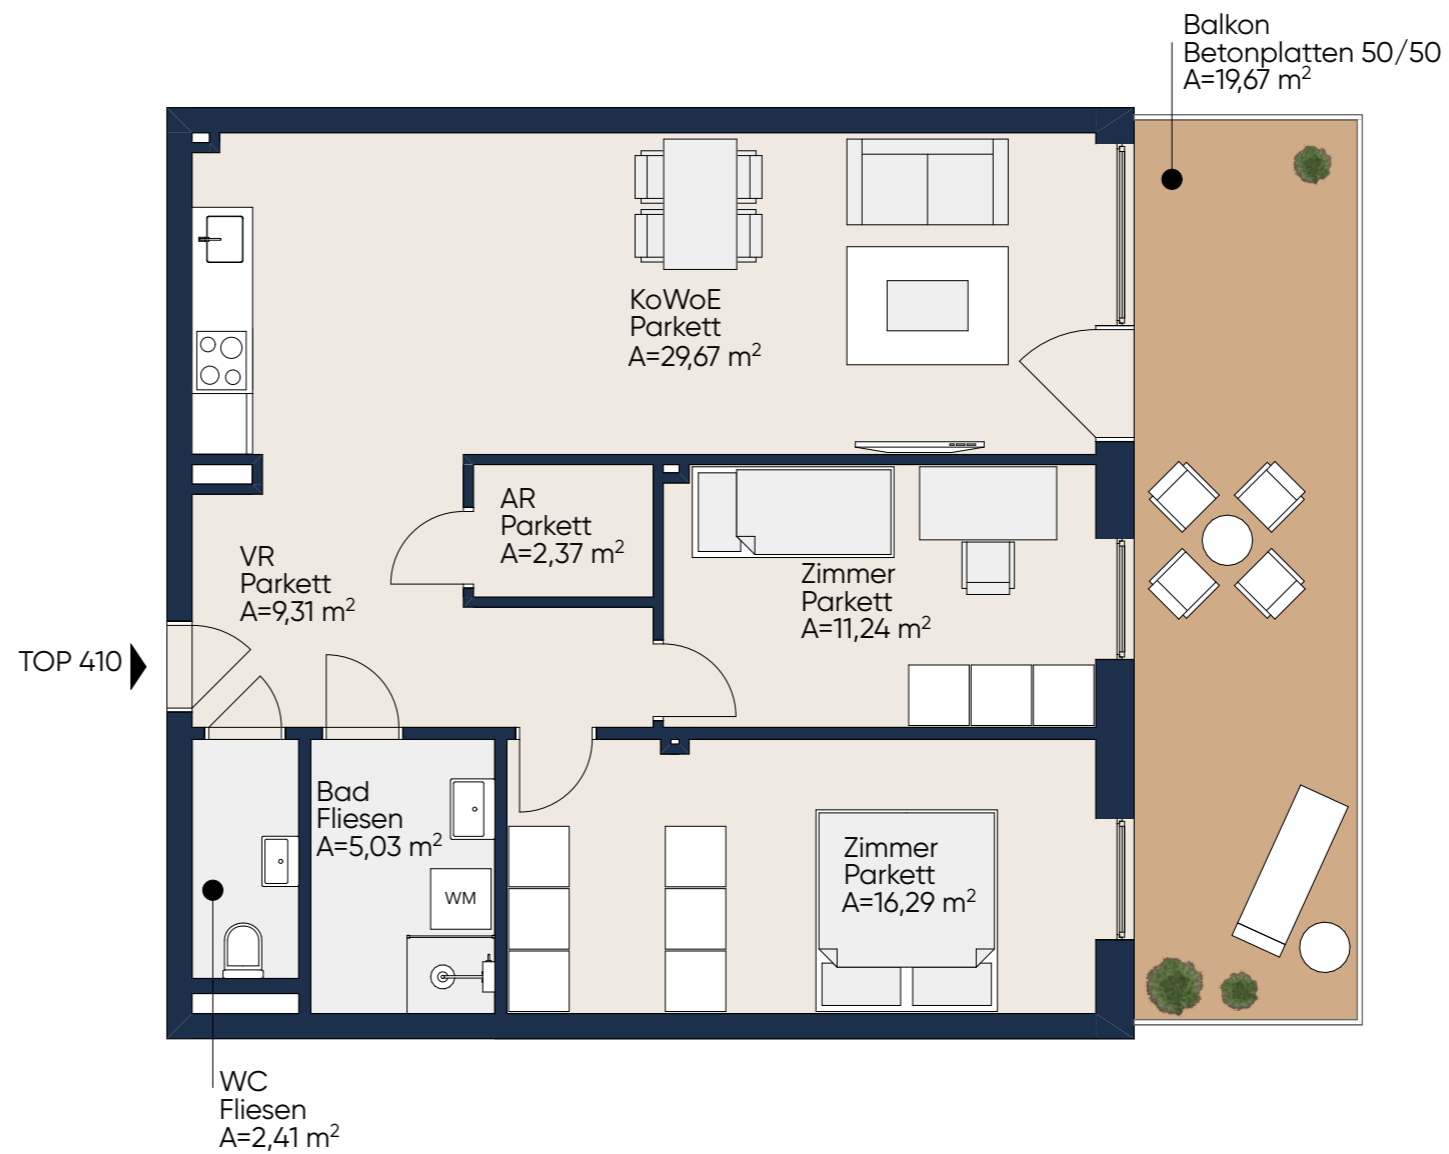 Balkon
Betonplatten 50/50
A=19,67 m²
KoWoE
Parkett
A=29,67 m²
AR
Parkett
A=2,37 m²
VR
Parkett
A=9,31 m²
Zimmer
Parkett
A=11,24 m²
TOP 410
Bad
Fliesen
A=5,03 m²
WM
Zimmer
Parkett
A=16,29 m²
WC
Fliesen
A=2,41 m²